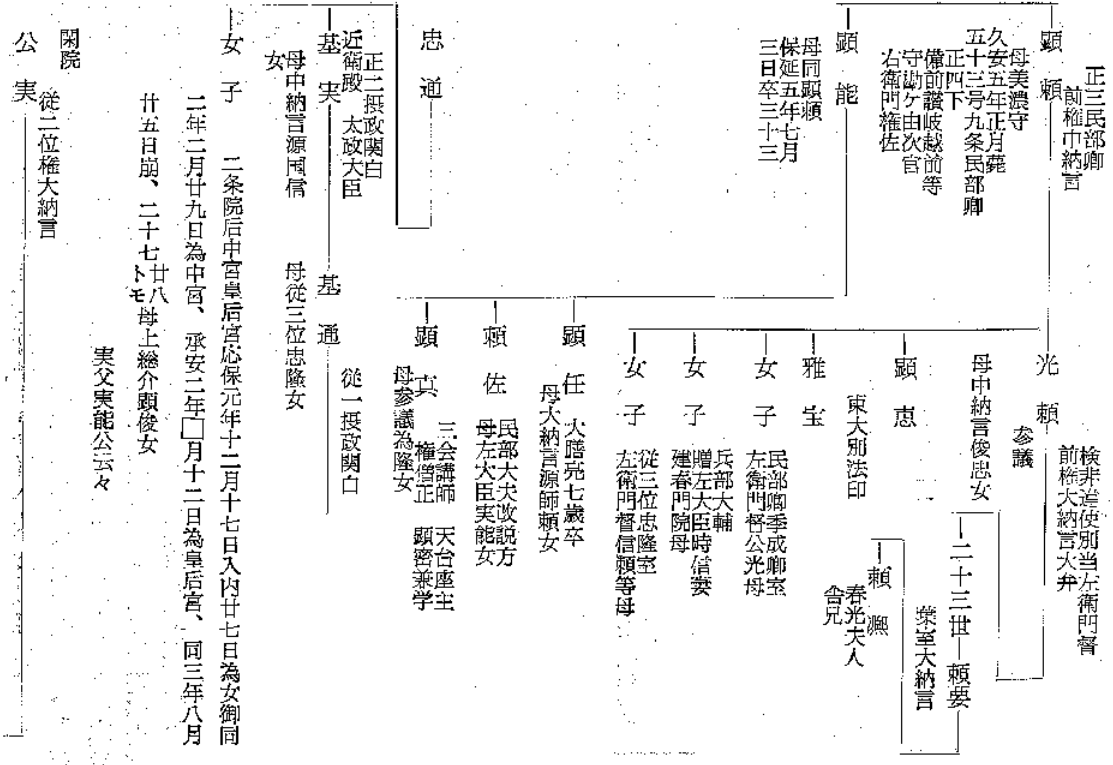 顕頼
正三民部卿
前権中納言
母美濃守
久安五年正月薨
五十三号九条民部卿
正四下
備前讃岐越前等
守勘ケ由次官
右衛門権佐
光頼
検非違使別当左衛門督
前権大納言大弁
参議
母中納言俊忠女
二十三世
頼要
葉室大納言
頼興
春光夫人
舎兄
顕恵
東大別法印
雅宝
女子
民部卿季成卿室
左衛門督公光母
女子
兵部大輔
贈左大臣時信妻
建春門院母
女子
従三位忠隆室
左衛門督信頼等母
顕能
母同顕頼
保延五年七月
三日卒三十三
顕任
大膳亮七歳卒
母大納言源師頼女
頼佐
民部大夫改説方
母左大臣実能女
顕真
三会講師 天台座主
権僧正 顕密兼学
母参議為隆女
忠通
正二摂政関白
基実
近衛殿 太政大臣
母中納言源国信
女
基通
従一摂政関白
母従三位忠隆女
女子
二条院后中宮皇后宮応保元年十二月十七日入内廿七日為女御同
二年二月廿九日為中宮、承安二年□月十二日為皇后宮、同三年八月
廿五日崩、二十七廿八トモ母上総介顕俊女
実父実能公云々
閑院
公実
従二位権大納言